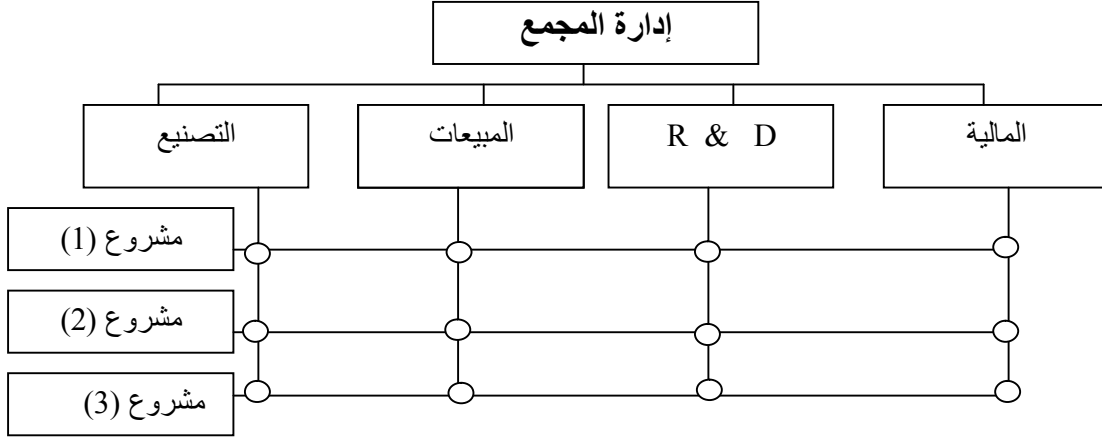 إدارة المجمع
المالية
R & D
المبيعات
التصنيع
مشروع (1)
مشروع (2)
مشروع (3)